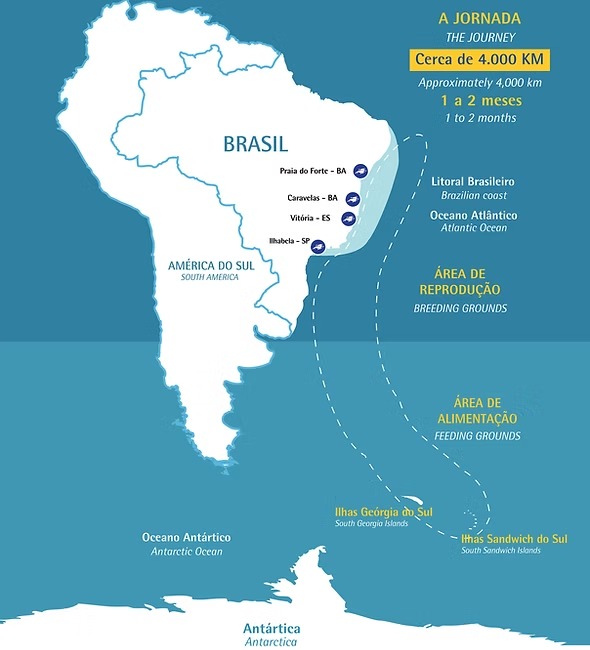 A JORNADA
THE JOURNEY
Cerca de 4.000 KM
Approximately 4,000 km
1 a 2 meses
1 to 2 months
BRASIL
Praia do Forte – BA
Caravelas – BA
Vitória – ES
Ilhabela – SP
Litoral Brasileiro
Brazilian coast
Oceano Atlântico
Atlantic Ocean
AMÉRICA DO SUL
SOUTH AMERICA
ÁREA DE
REPRODUÇÃO
BREEDING GROUNDS
ÁREA DE
ALIMENTAÇÃO
FEEDING GROUNDS
Ilhas Geórgia do Sul
South Georgia Islands
Ilhas Sandwich do Sul
South Sandwich Islands
Oceano Antártico
Antarctic Ocean
Antártica
Antarctica